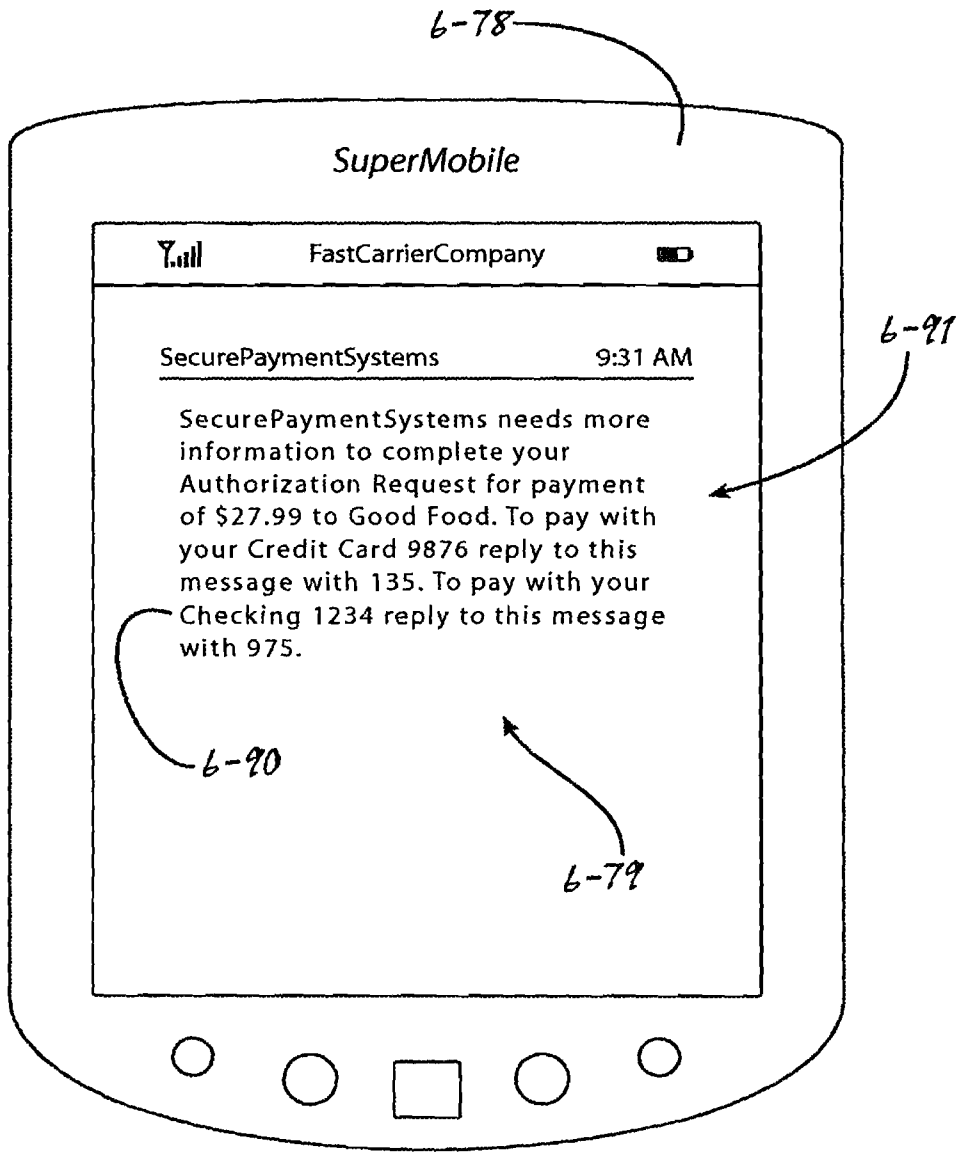 6-78
SuperMobile
FastCarrierCompany
6-91
SecurePaymentSystems 9:31 AM
SecurePaymentSystems needs more
information to complete your
Authorization Request for payment
of $27.99 to Good Food. To pay with
your Credit Card 9876 reply to this
message with 135. To pay with your
Checking 1234 reply to this message
with 975.
6-90
6-79